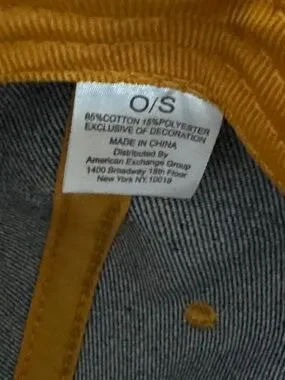 O/S
85%COTTON 15%POLYESTER
EXCLUSIVE OF DECORATION
MADE IN CHINA
Distributed By
American Exchange Group
1400 Broadway 18th Floor
New York NY,10018